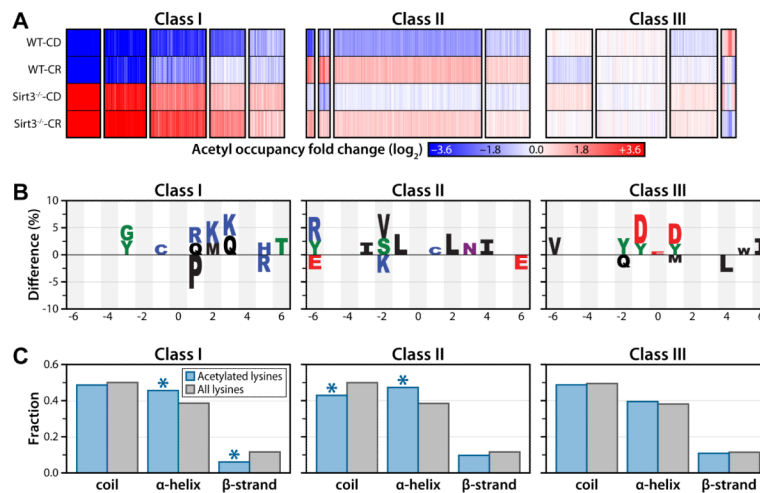 A
Class I Class II Class III
WT-CD
WT-CR
Sirt3-/--CD
Sirt3-/--CR
Acetyl occupancy fold change (log2) −3.6 −1.8 0.0 1.8 +3.6
B
Class I Class II Class III
Difference (%)
10
5
0
-5
-10
G Y C R Q P K M K Q H R T
R Y E I V S K L C L N I E
V Y Q D Y D M L W I
-6 -4 -2 0 2 4 6 -6 -4 -2 0 2 4 6 -6 -4 -2 0 2 4 6
C
Class I Class II Class III
Fraction
0.6
0.4
0.2
0.0
Acetylated lysines
All lysines
* * * *
coil α-helix β-strand coil α-helix β-strand coil α-helix β-strand